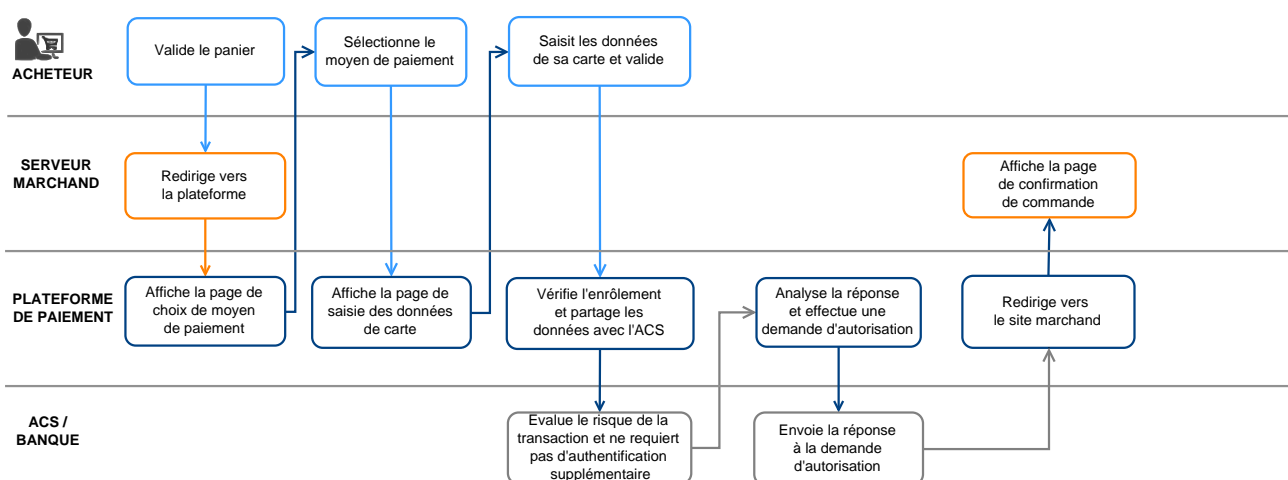 ACHETEUR
Valide le panier
Sélectionne le
moyen de paiement
Saisit les données
de sa carte et valide
SERVEUR
MARCHAND
Redirige vers
la plateforme
Affiche la page
de confirmation
de commande
PLATEFORME
DE PAIEMENT
Affiche la page de
choix de moyen
de paiement
Affiche la page de
saisie des données
de carte
Vérifie l'enrôlement
et partage les
données avec l'ACS
Analyse la réponse
et effectue une
demande d'autorisation
Redirige vers
le site marchand
ACS /
BANQUE
Evalue le risque de la
transaction et ne requiert
pas d'authentification
supplémentaire
Envoie la réponse
à la demande
d'autorisation